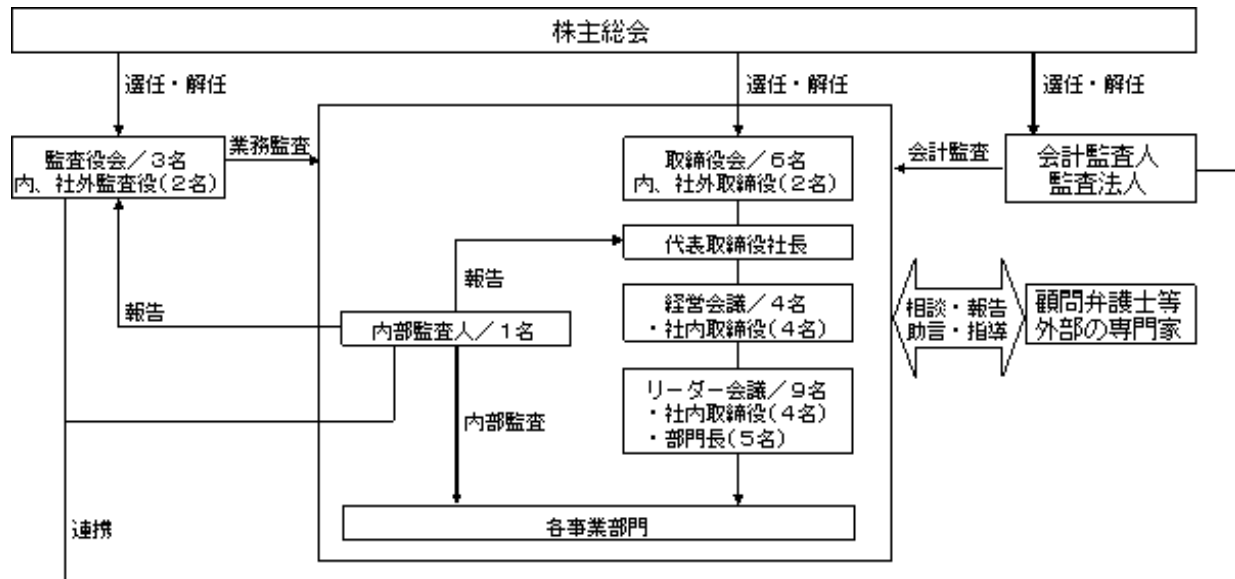 株主総会
選任・解任
選任・解任
選任・解任
監査役会／３名
内、社外監査役(２名)
業務監査
取締役会／６名
内、社外取締役(２名)
会計監査
会計監査人
監査法人
代表取締役社長
報告
報告
内部監査人／１名
経営会議／４名
・社内取締役(４名)
相談・報告
助言・指導
顧問弁護士等
外部の専門家
リーダー会議／９名
・社内取締役(４名)
・部門長(５名)
内部監査
連携
各事業部門